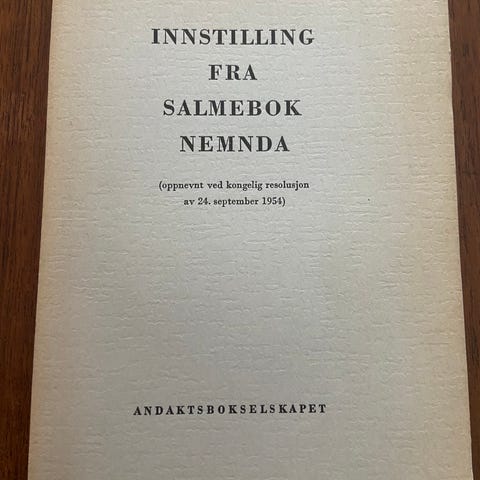 INNSTILLING
FRA
SALMEBOK
NEMNDA
(oppnevnt ved kongelig resolusjon
av 24. september 1954)
ANDAKTSBOKSELSKAPET